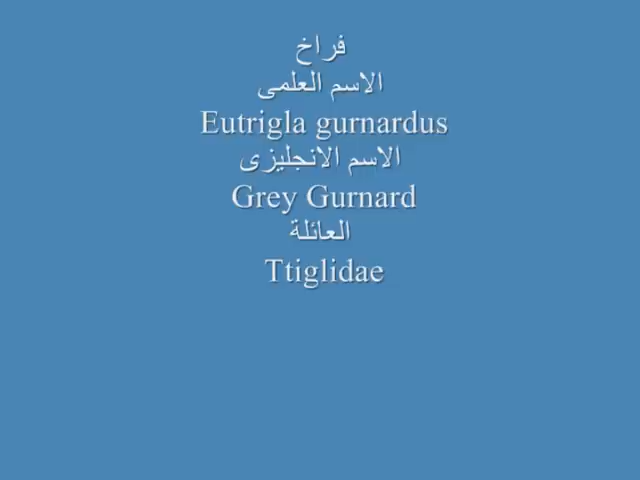 فراخ
الاسم العلمى
Eutrigla gurnardus
الاسم الانجليزى
Grey Gurnard
العائلة
Ttiglidae